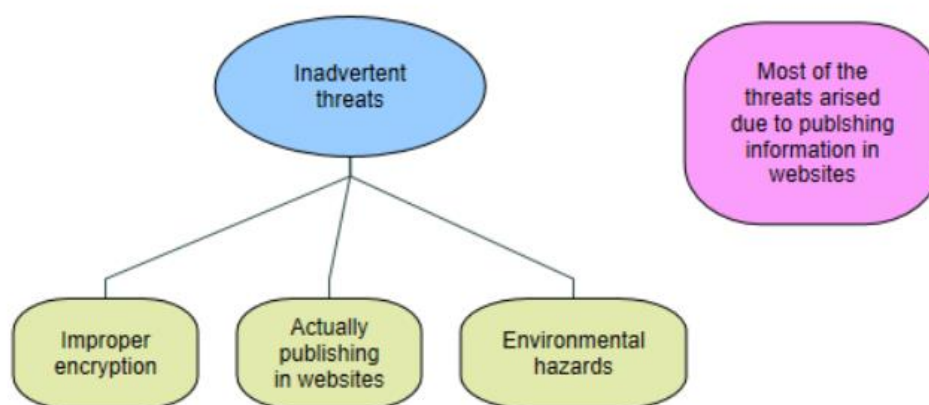 Inadvertent
threats
Most of the
threats arised
due to publshing
information in
websites
Improper
encryption
Actually
publishing
in websites
Environmental
hazards